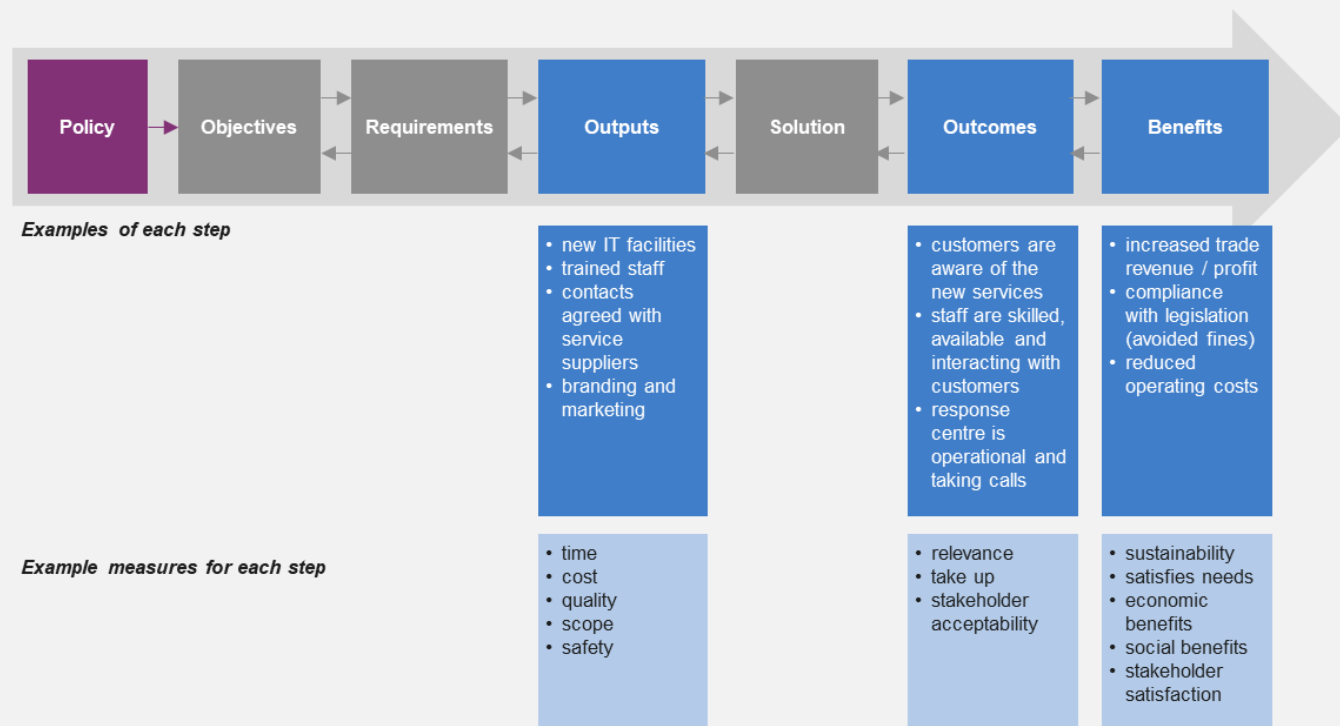 Policy
Objectives
Requirements
Outputs
Solution
Outcomes
Benefits
Examples of each step
• new IT facilities
• trained staff
• contacts
agreed with
service
suppliers
• branding and
marketing
• customers are
aware of the
new services
• staff are skilled,
available and
interacting with
customers
• response
centre is
operational and
taking calls
• increased trade
revenue / profit
• compliance
with legislation
(avoided fines)
• reduced
operating costs
Example measures for each step
• time
• cost
• quality
• scope
• safety
• relevance
• take up
• stakeholder
acceptability
• sustainability
• satisfies needs
• economic
benefits
• social benefits
• stakeholder
satisfaction